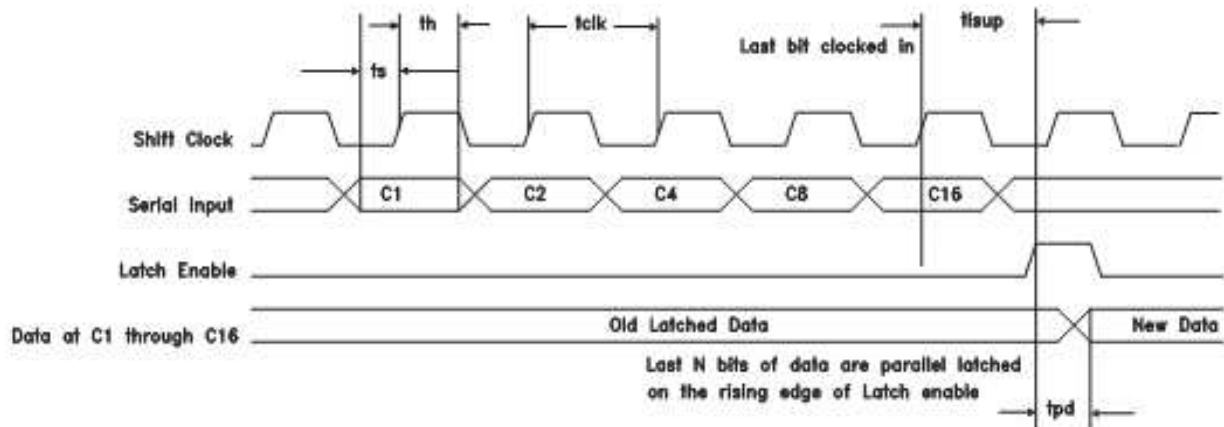 th
tclk
tlsup
Last bit clocked in
ts
Shift Clock
Serial Input
C1
C2
C4
C8
C16
Latch Enable
Data at C1 through C16
Old Latched Data
New Data
Last N bits of data are parallel latched
on the rising edge of Latch enable
tpd